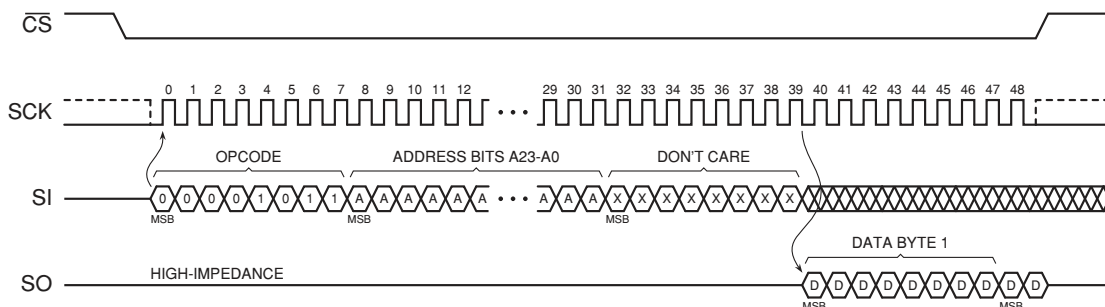 CS
0 1 2 3 4 5 6 7 8 9 10 11 12 29 30 31 32 33 34 35 36 37 38 39 40 41 42 43 44 45 46 47 48
SCK
OPCODE ADDRESS BITS A23-A0 DON'T CARE
SI 0 0 0 0 1 0 1 1 A A A A A A A A A X X X X X X X X
MSB MSB MSB
DATA BYTE 1
HIGH-IMPEDANCE
SO D D D D D D D D D D
MSB MSB